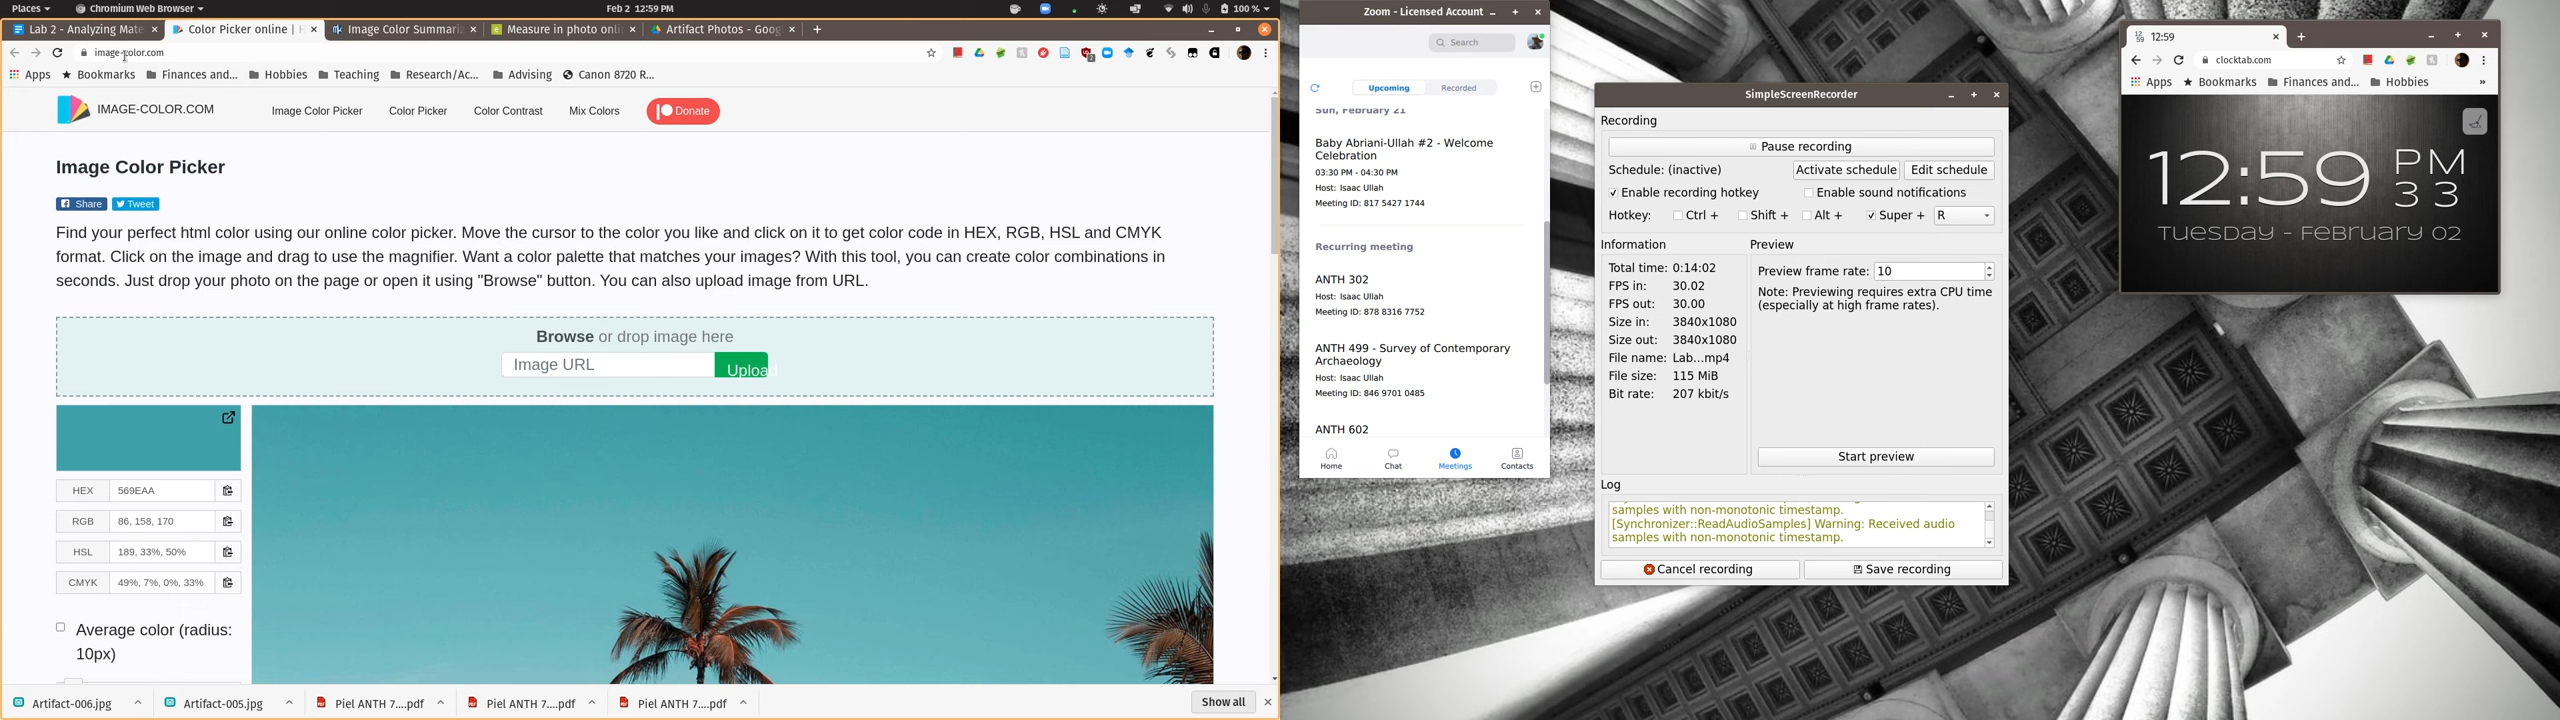 Places
Chromium Web Browser
Feb 2 12:59 PM
100 %
Lab 2 - Analyzing Mate
Color Picker online | H
Image Color Summariz
Measure in photo onli
Artifact Photos - Goog
image-color.com
Apps
Bookmarks
Finances and...
Hobbies
Teaching
Research/Ac...
Advising
Canon 8720 R...
IMAGE-COLOR.COM
Image Color Picker
Color Picker
Color Contrast
Mix Colors
Donate
Image Color Picker
Share
Tweet
Find your perfect html color using our online color picker. Move the cursor to the color you like and click on it to get color code in HEX, RGB, HSL and CMYK
format. Click on the image and drag to use the magnifier. Want a color palette that matches your images? With this tool, you can create color combinations in
seconds. Just drop your photo on the page or open it using "Browse" button. You can also upload image from URL.
Browse or drop image here
Image URL
Upload
HEX 569EAA
RGB 86, 158, 170
HSL 189, 33%, 50%
CMYK 49%, 7%, 0%, 33%
Average color (radius:
10px)
Artifact-006.jpg
Artifact-005.jpg
Piel ANTH 7....pdf
Piel ANTH 7....pdf
Piel ANTH 7....pdf
Show all
Zoom - Licensed Account
Search
Upcoming
Recorded
Sun, February 21
Baby Abriani-Ullah #2 - Welcome
Celebration
03:30 PM - 04:30 PM
Host: Isaac Ullah
Meeting ID: 817 5427 1744
Recurring meeting
ANTH 302
Host: Isaac Ullah
Meeting ID: 878 8316 7752
ANTH 499 - Survey of Contemporary
Archaeology
Host: Isaac Ullah
Meeting ID: 846 9701 0485
ANTH 602
Home
Chat
Meetings
Contacts
SimpleScreenRecorder
Recording
Pause recording
Schedule: (inactive)
Activate schedule
Edit schedule
Enable recording hotkey
Enable sound notifications
Hotkey:
Ctrl +
Shift +
Alt +
Super +
R
Information
Total time: 0:14:02
FPS in: 30.02
FPS out: 30.00
Size in: 3840x1080
Size out: 3840x1080
File name: Lab...mp4
File size: 115 MiB
Bit rate: 207 kbit/s
Preview
Preview frame rate: 10
Note: Previewing requires extra CPU time
(especially at high frame rates).
Start preview
Log
samples with non-monotonic timestamp.
[Synchronizer::ReadAudioSamples] Warning: Received audio
samples with non-monotonic timestamp.
Cancel recording
Save recording
12:59
clocktab.com
Apps
Bookmarks
Finances and...
Hobbies
12:59
PM
33
Tuesday - February 02